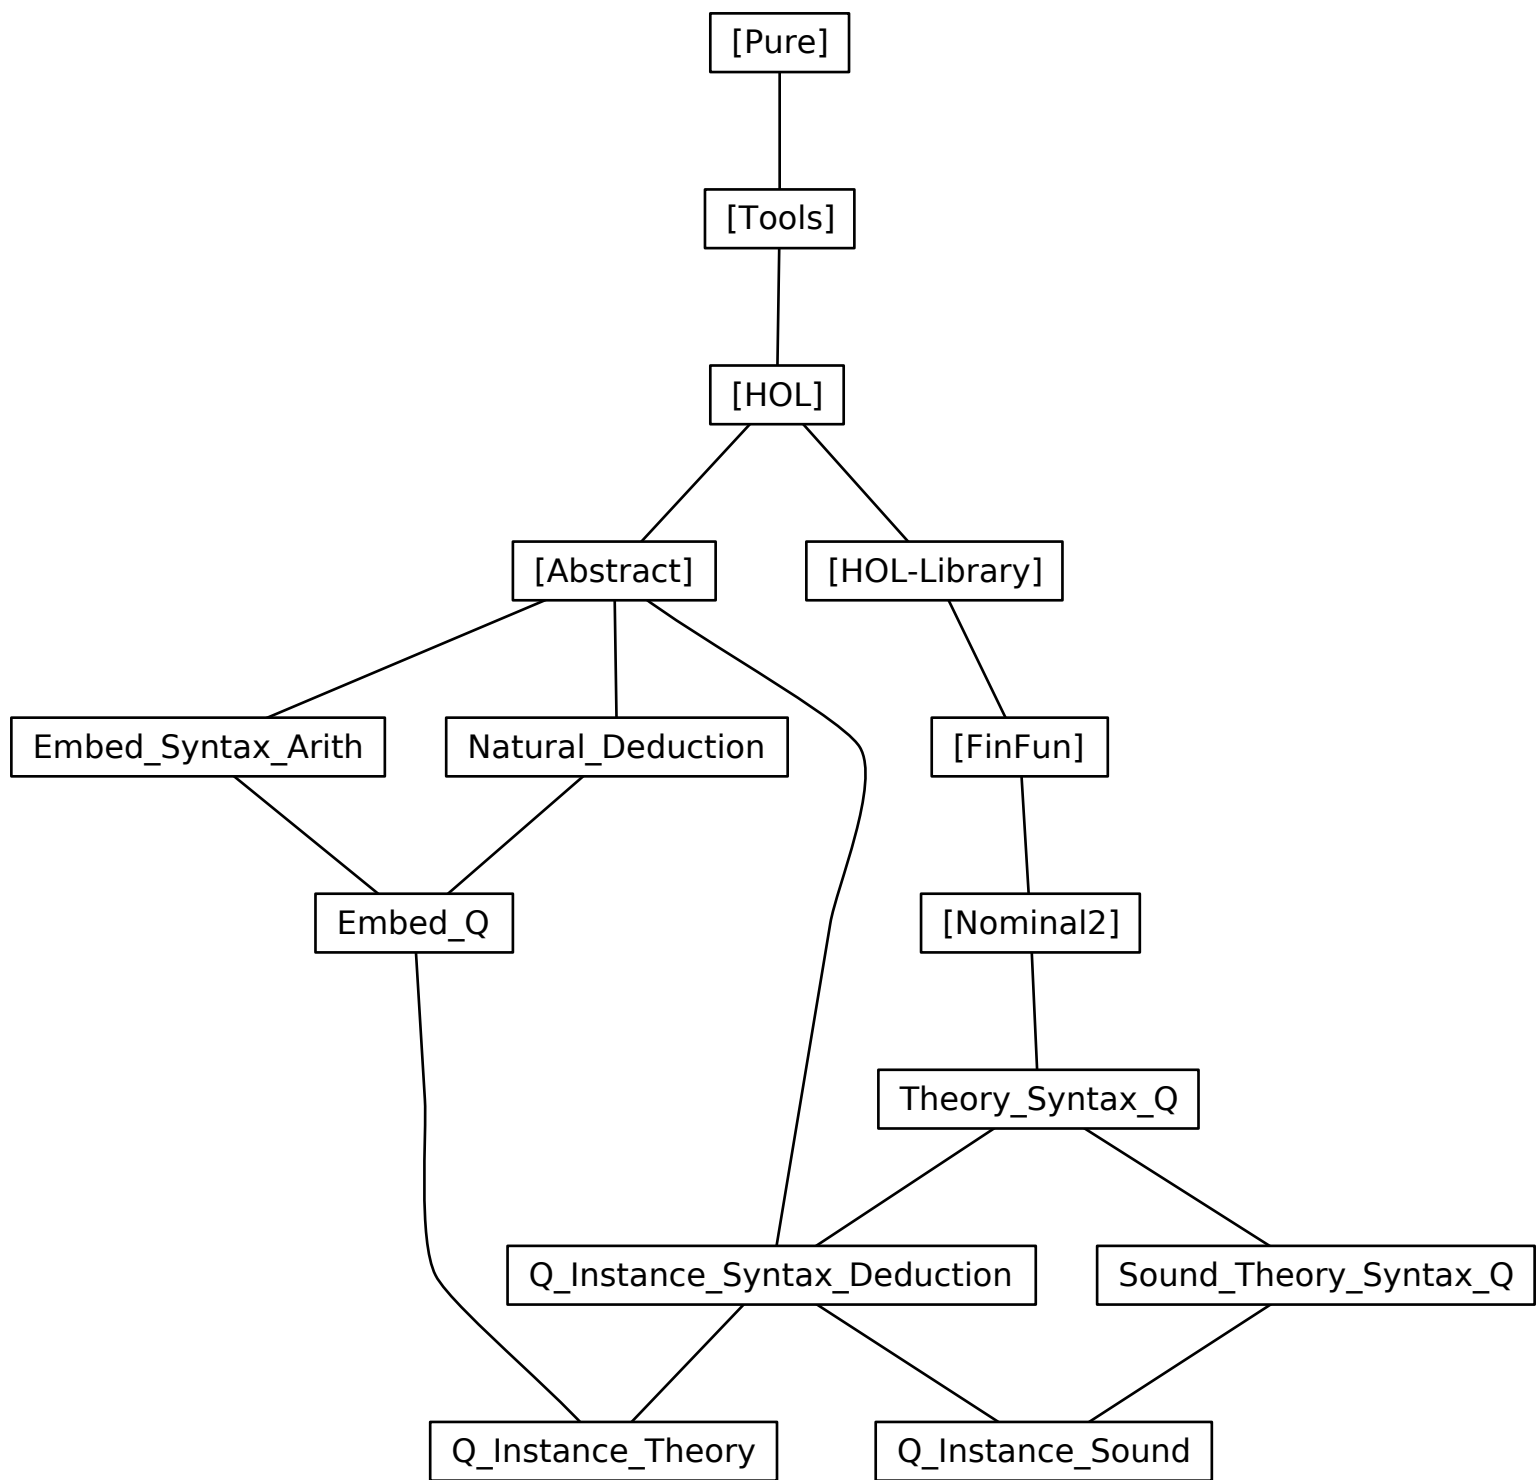 [Pure]
[Tools]
[HOL]
[Abstract]
[HOL-Library]
Embed_Syntax_Arith
Natural_Deduction
[FinFun]
Embed_Q
[Nominal2]
Theory_Syntax_Q
Q_Instance_Syntax_Deduction
Sound_Theory_Syntax_Q
Q_Instance_Theory
Q_Instance_Sound